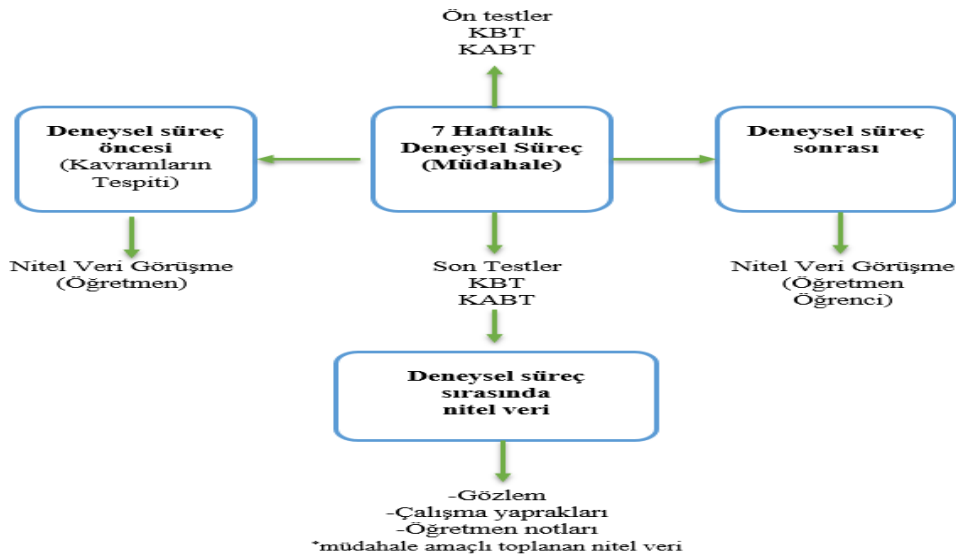 Ön testler
KBT
KABT
Deneysel süreç
öncesi
(Kavramların
Tespiti)
7 Haftalık
Deneysel Süreç
(Müdahale)
Deneysel süreç
sonrası
Nitel Veri Görüşme
(Öğretmen)
Son Testler
KBT
KABT
Nitel Veri Görüşme
(Öğretmen
Öğrenci)
Deneysel süreç
sırasında
nitel veri
-Gözlem
-Çalışma yaprakları
-Öğretmen notları
*müdahale amaçlı toplanan nitel veri